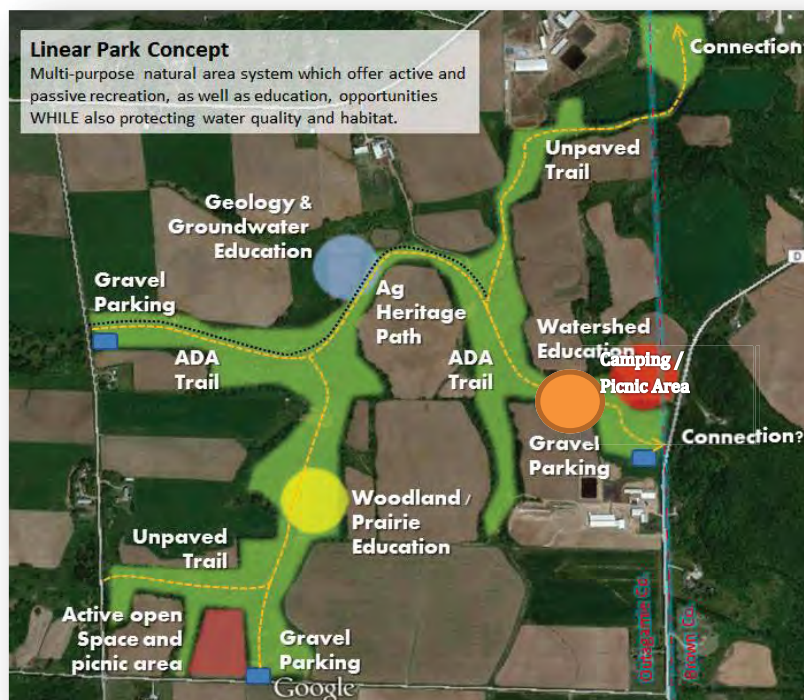 Linear Park Concept
Multi-purpose natural area system which offer active and
passive recreation, as well as education, opportunities
WHILE also protecting water quality and habitat.
Connection
Unpaved
Trail
Geology &
Groundwater
Education
D
Gravel
Parking
Ag
Heritage
Path
ADA
Trail
ADA
Trail
Watershed
Education
Camping /
Picnic Area
Connection?
Gravel
Parking
Woodland /
Prairie
Education
Unpaved
Trail
Active open
Space and
picnic area
Gravel
Parking
Google
Outagamie Co.
Brown Co.